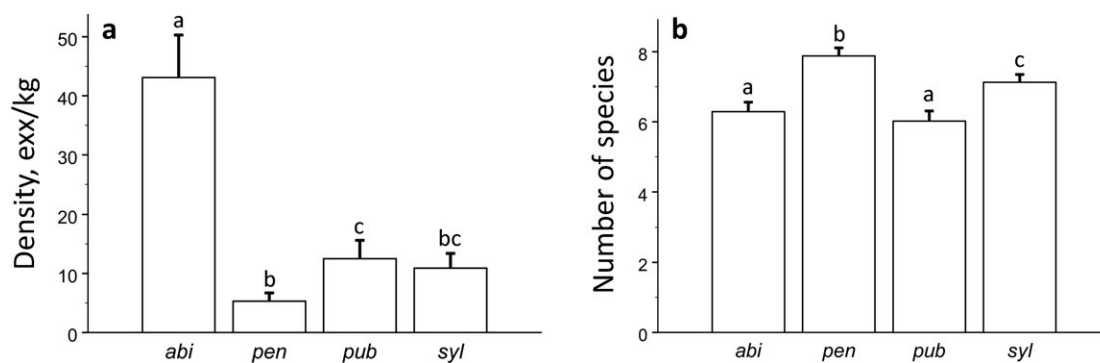 a
Density, exx/kg
50
40
30
20
10
0
a
b
c
bc
abi pen pub syl
b
Number of species
8
6
4
2
0
a
b
a
c
abi pen pub syl